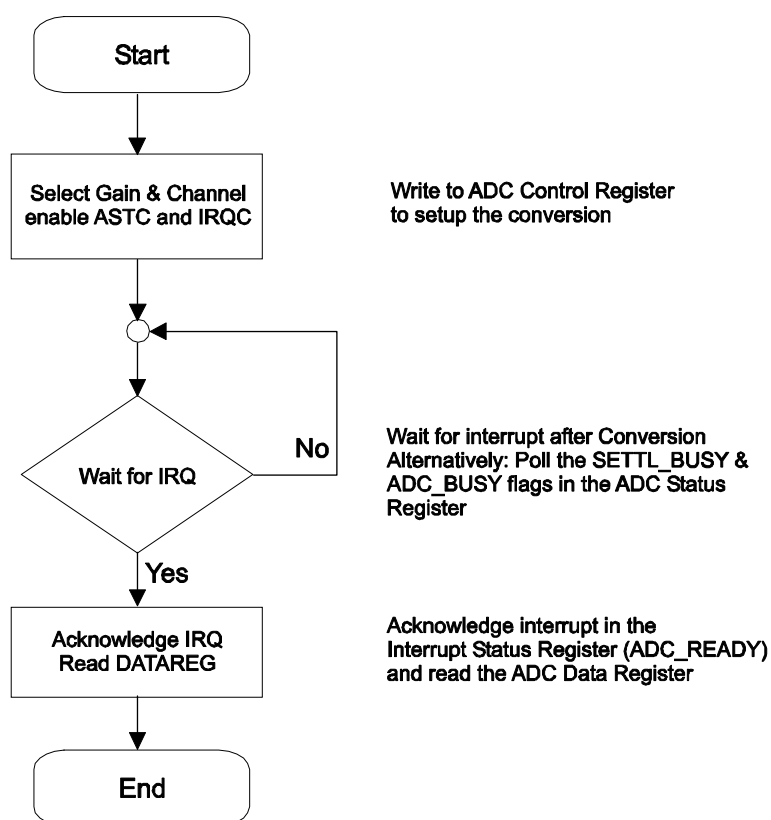 Start
Select Gain & Channel
enable ASTC and IRQC
Write to ADC Control Register
to setup the conversion
Wait for IRQ
No
Wait for interrupt after Conversion
Alternatively: Poll the SETTL_BUSY &
ADC_BUSY flags in the ADC Status
Register
Yes
Acknowledge IRQ
Read DATAREG
Acknowledge interrupt in the
Interrupt Status Register (ADC_READY)
and read the ADC Data Register
End